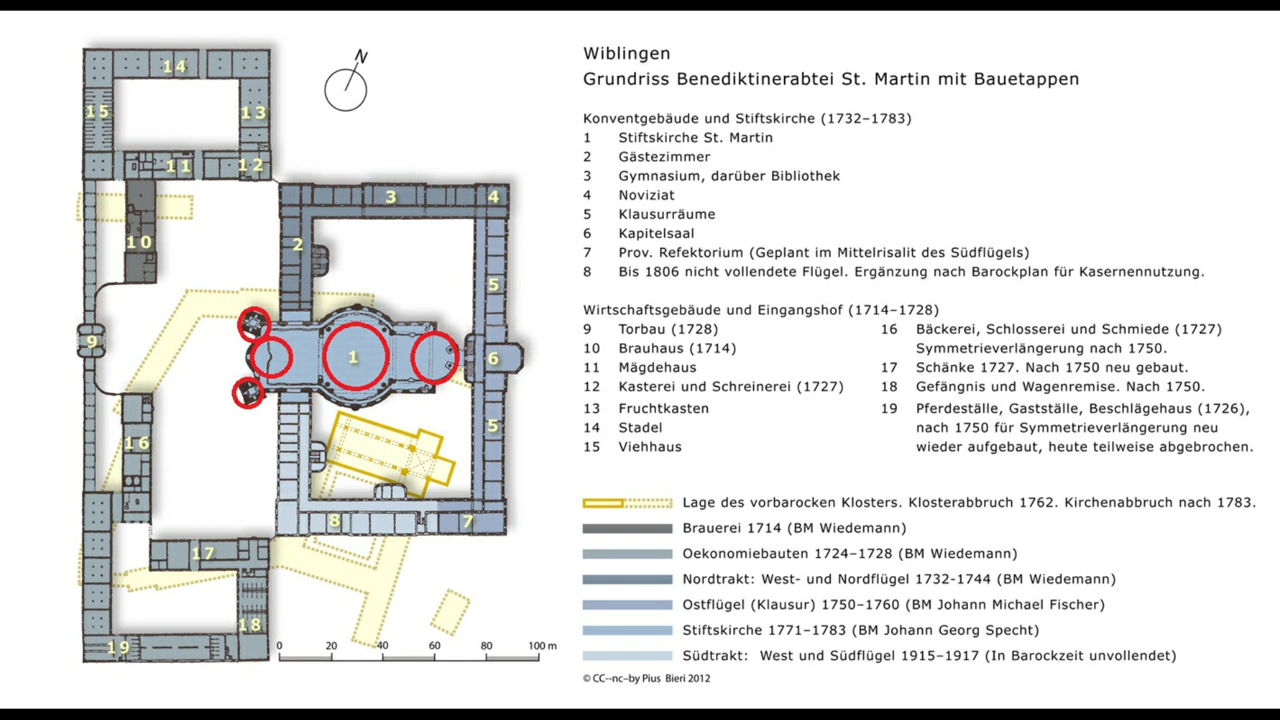 Wiblingen
Grundriss Benediktinerabtei St. Martin mit Bauetappen
Konventgebäude und Stiftskirche (1732–1783)
1 Stiftskirche St. Martin
2 Gästezimmer
3 Gymnasium, darüber Bibliothek
4 Noviziat
5 Klausurräume
6 Kapitelsaal
7 Prov. Refektorium (Geplant im Mittelrisalit des Südflügels)
8 Bis 1806 nicht vollendete Flügel. Ergänzung nach Barockplan für Kasernennutzung.
Wirtschaftsgebäude und Eingangshof (1714–1728)
9 Torbau (1728)
10 Brauhaus (1714)
11 Mägdehaus
12 Kasterei und Schreinerei (1727)
13 Fruchtkasten
14 Stadel
15 Viehhaus
16 Bäckerei, Schlosserei und Schmiede (1727)
Symmetrieverlängerung nach 1750.
17 Schänke 1727. Nach 1750 neu gebaut.
18 Gefängnis und Wagenremise. Nach 1750.
19 Pferdeställe, Gastställe, Beschlägehaus (1726),
nach 1750 für Symmetrieverlängerung neu
wieder aufgebaut, heute teilweise abgebrochen.
Lage des vorbarocken Klosters. Klosterabbruch 1762. Kirchenabbruch nach 1783.
Brauerei 1714 (BM Wiedemann)
Oekonomiebauten 1724–1728 (BM Wiedemann)
Nordtrakt: West- und Nordflügel 1732-1744 (BM Wiedemann)
Ostflügel (Klausur) 1750–1760 (BM Johann Michael Fischer)
Stiftskirche 1771–1783 (BM Johann Georg Specht)
Südtrakt: West und Südflügel 1915–1917 (In Barockzeit unvollendet)
© CC--nc-by Pius Bieri 2012
N
14
15
13
11
12
10
3
4
2
5
9
1
6
16
5
8
7
17
18
19
0 20 40 60 80 100 m